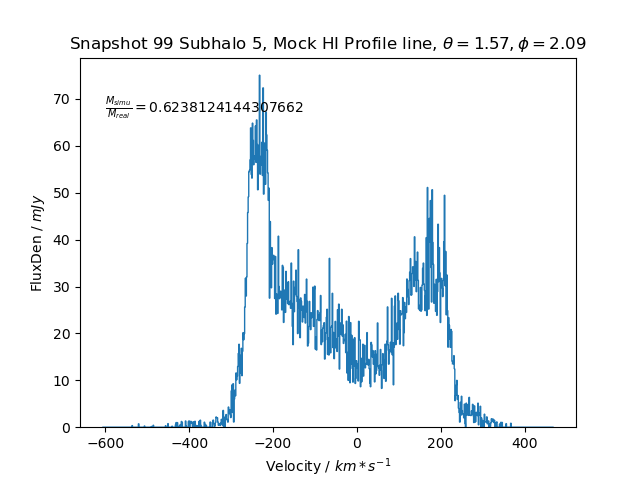 Snapshot 99 Subhalo 5, Mock HI Profile line, θ = 1.57, ϕ = 2.09
M_simu/M_real = 0.6238124144307662
70
60
50
40
30
20
10
0
FluxDen / mJy
−600 −400 −200 0 200 400
Velocity / km * s⁻¹